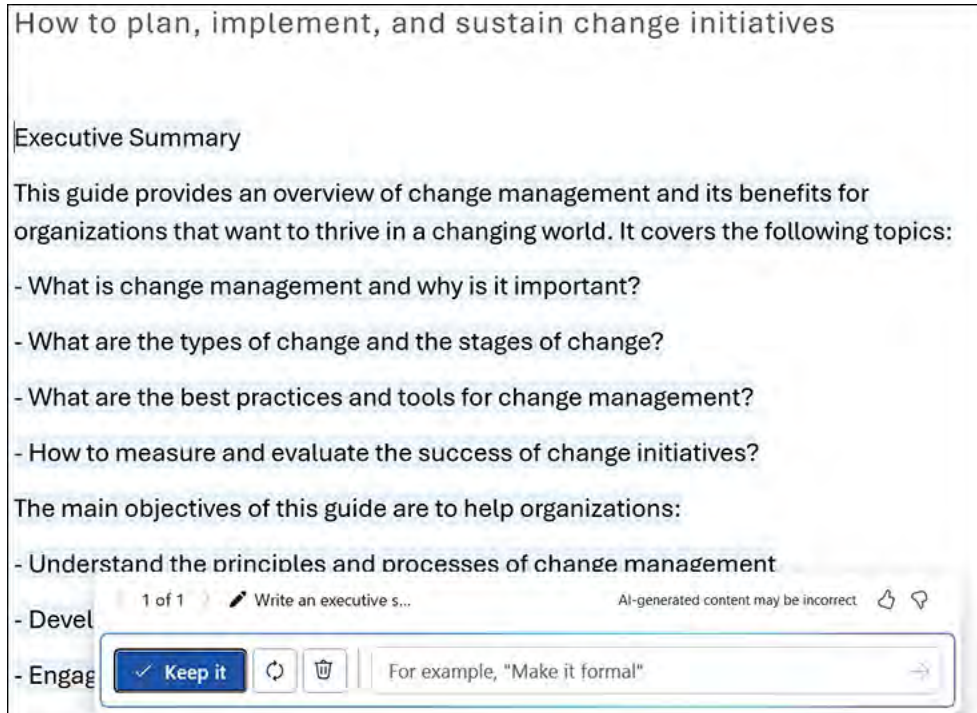 How to plan, implement, and sustain change initiatives
Executive Summary
This guide provides an overview of change management and its benefits for
organizations that want to thrive in a changing world. It covers the following topics:
- What is change management and why is it important?
- What are the types of change and the stages of change?
- What are the best practices and tools for change management?
- How to measure and evaluate the success of change initiatives?
The main objectives of this guide are to help organizations:
- Understand the principles and processes of change management
1 of 1 Write an executive s... AI-generated content may be incorrect
- Devel
- Engag
Keep it For example, "Make it formal"